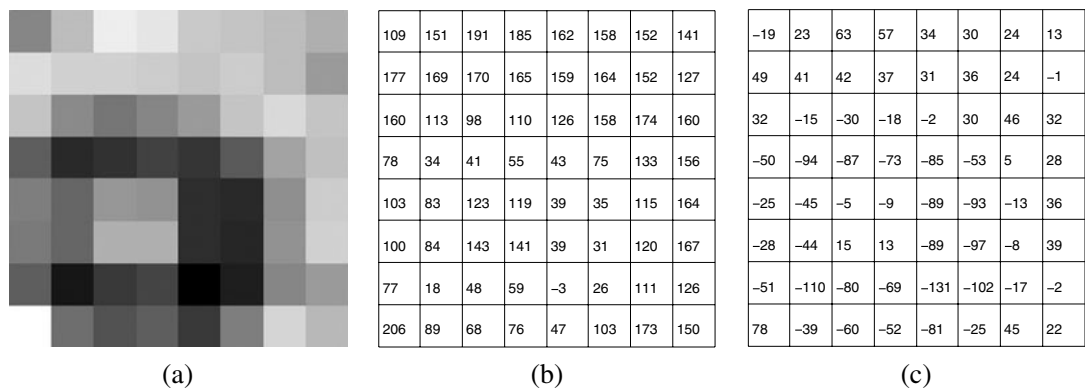 109 151 191 185 162 158 152 141
177 169 170 165 159 164 152 127
160 113 98 110 126 158 174 160
78 34 41 55 43 75 133 156
103 83 123 119 39 35 115 164
100 84 143 141 39 31 120 167
77 18 48 59 −3 26 111 126
206 89 68 76 47 103 173 150
−19 23 63 57 34 30 24 13
49 41 42 37 31 36 24 −1
32 −15 −30 −18 −2 30 46 32
−50 −94 −87 −73 −85 −53 5 28
−25 −45 −5 −9 −89 −93 −13 36
−28 −44 15 13 −89 −97 −8 39
−51 −110 −80 −69 −131 −102 −17 −2
78 −39 −60 −52 −81 −25 45 22
(a) (b) (c)